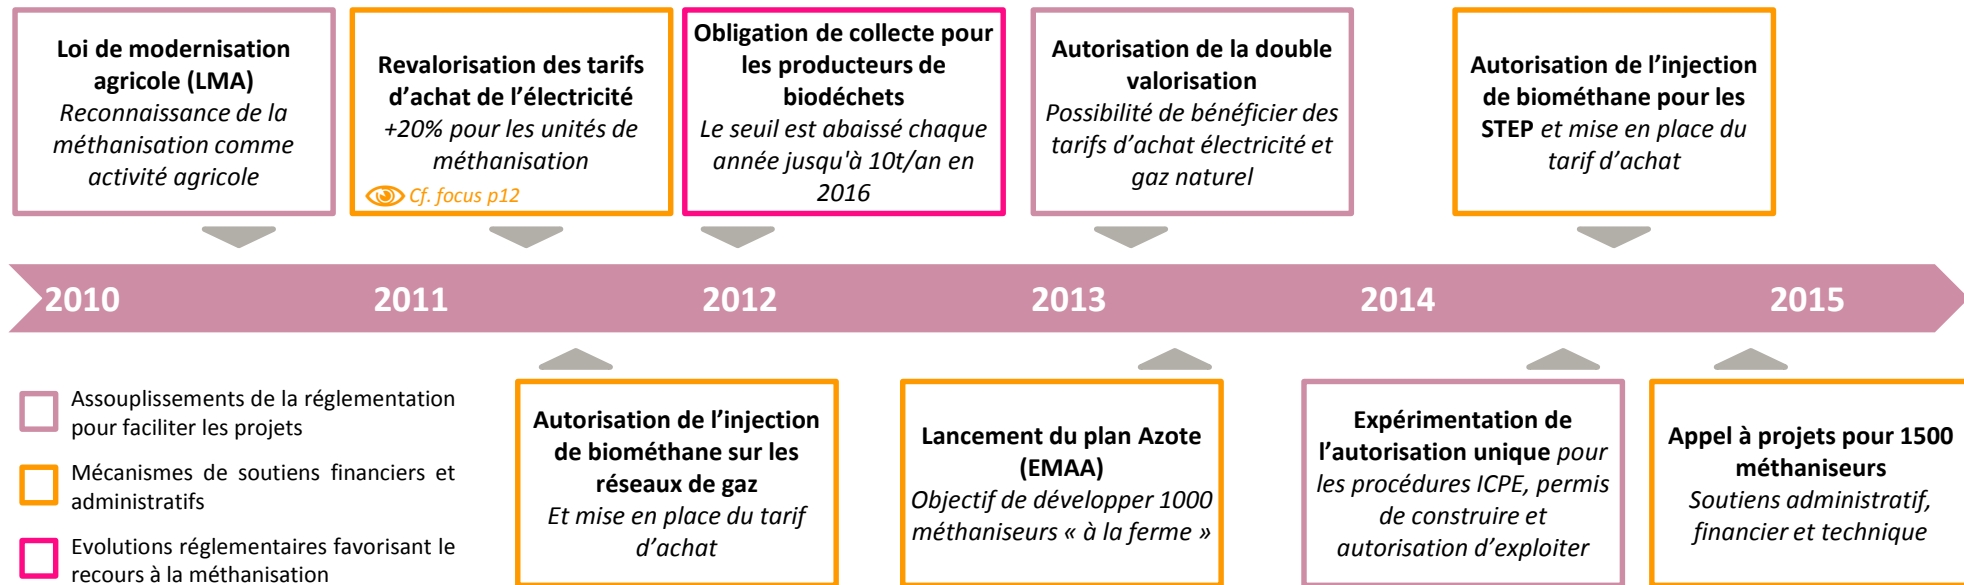 Loi de modernisation
agricole (LMA)
Reconnaissance de la
méthanisation comme
activité agricole
Revalorisation des tarifs
d’achat de l’électricité
+20% pour les unités de
méthanisation
Cf. focus p12
Obligation de collecte pour
les producteurs de
biodéchets
Le seuil est abaissé chaque
année jusqu'à 10t/an en
2016
Autorisation de la double
valorisation
Possibilité de bénéficier des
tarifs d’achat électricité et
gaz naturel
Autorisation de l’injection
de biométhane pour les
STEP et mise en place du
tarif d’achat
2010 2011 2012 2013 2014 2015
Assouplissements de la réglementation
pour faciliter les projets
Mécanismes de soutiens financiers et
administratifs
Evolutions réglementaires favorisant le
recours à la méthanisation
Autorisation de l’injection
de biométhane sur les
réseaux de gaz
Et mise en place du tarif
d’achat
Lancement du plan Azote
(EMAA)
Objectif de développer 1000
méthaniseurs « à la ferme »
Expérimentation de
l’autorisation unique pour
les procédures ICPE, permis
de construire et
autorisation d’exploiter
Appel à projets pour 1500
méthaniseurs
Soutiens administratif,
financier et technique